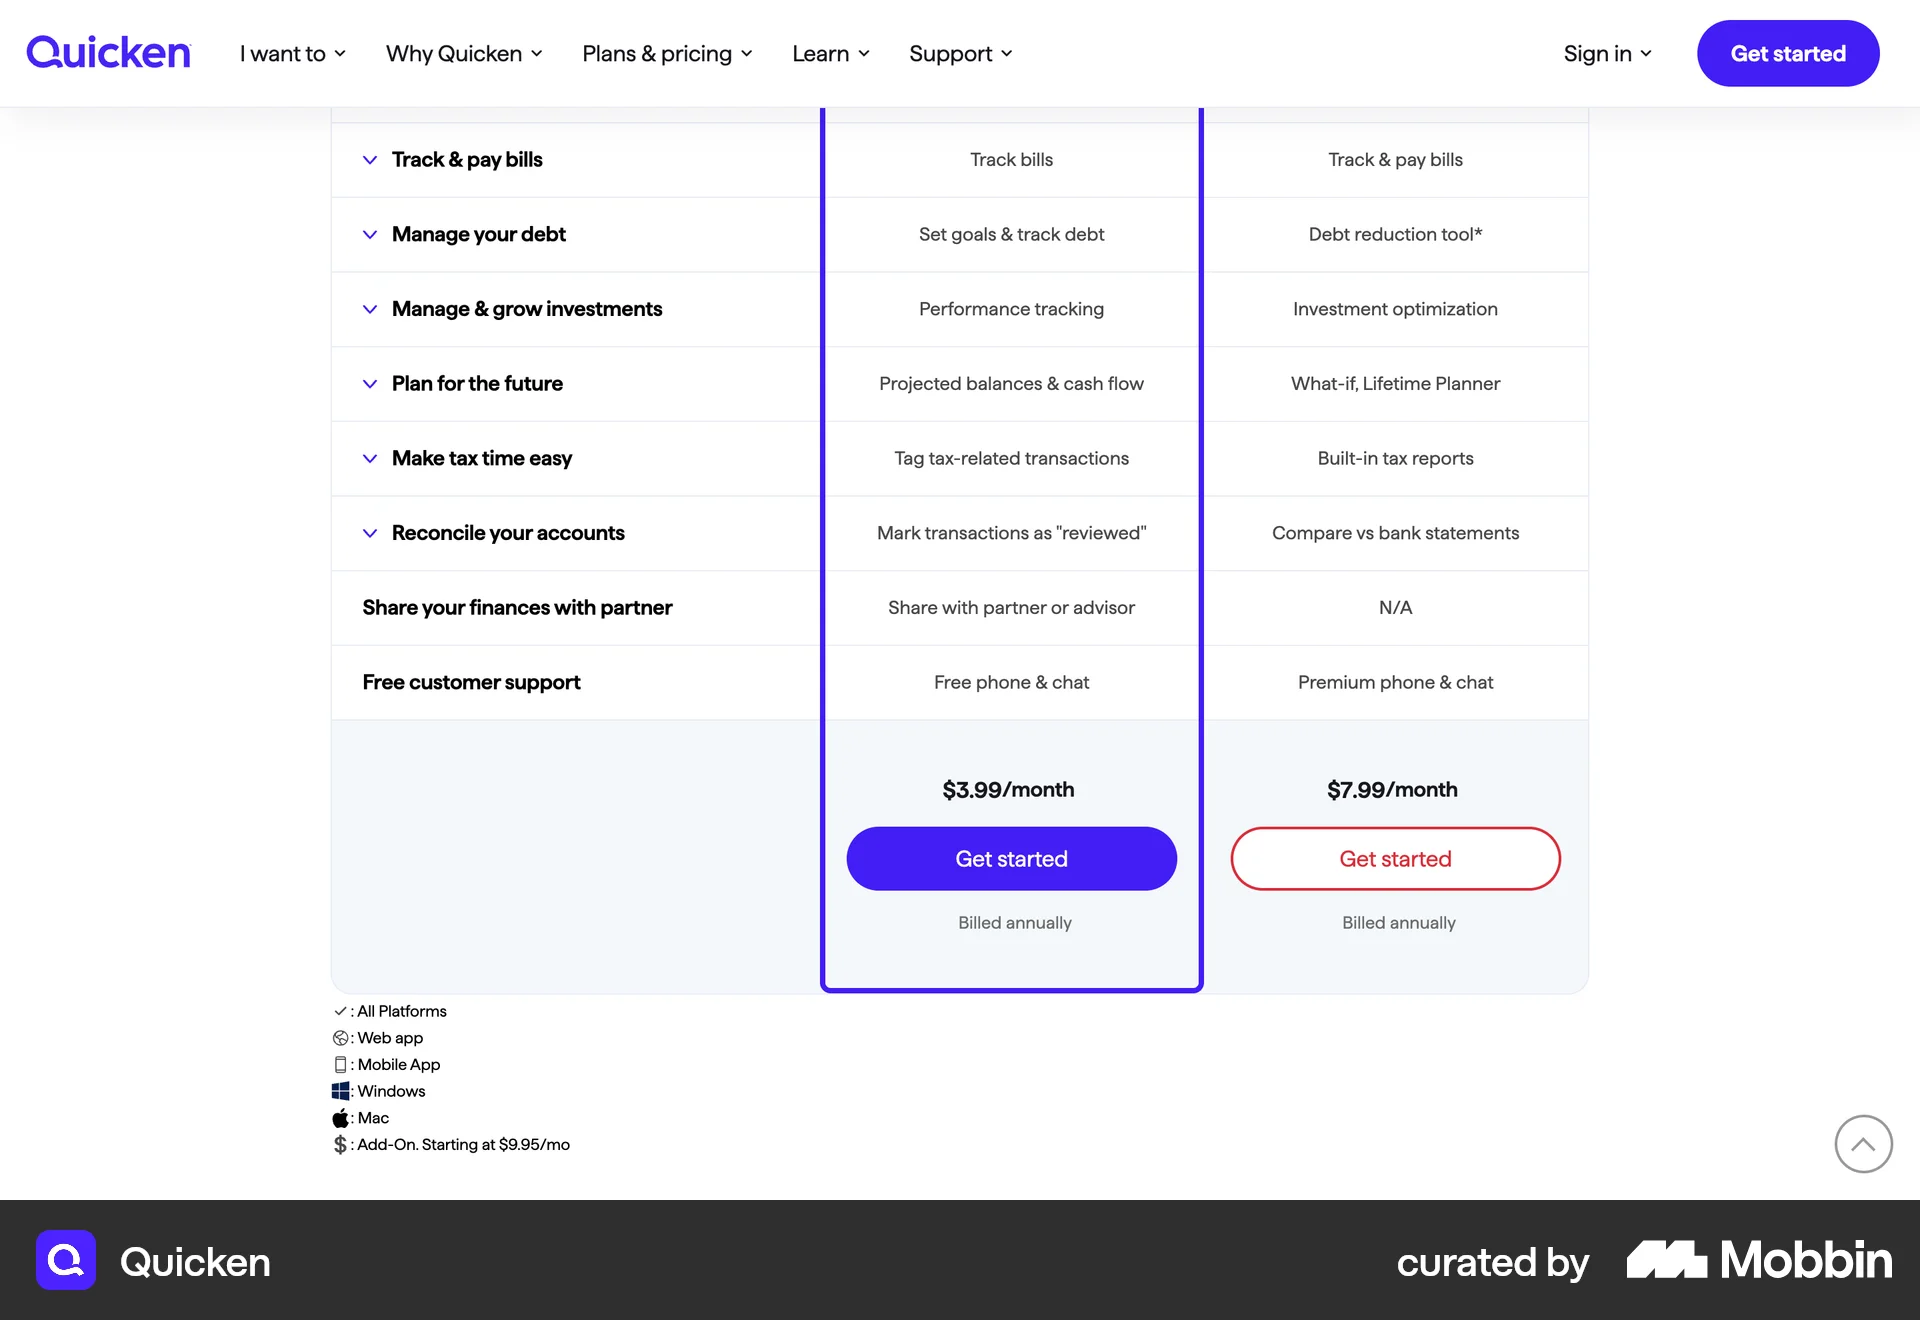 Quicken
I want to
Why Quicken
Plans & pricing
Learn
Support
Sign in
Get started
Track & pay bills
Track bills
Track & pay bills
Manage your debt
Set goals & track debt
Debt reduction tool*
Manage & grow investments
Performance tracking
Investment optimization
Plan for the future
Projected balances & cash flow
What-if, Lifetime Planner
Make tax time easy
Tag tax-related transactions
Built-in tax reports
Reconcile your accounts
Mark transactions as "reviewed"
Compare vs bank statements
Share your finances with partner
Share with partner or advisor
N/A
Free customer support
Free phone & chat
Premium phone & chat
$3.99/month
$7.99/month
Get started
Get started
Billed annually
Billed annually
: All Platforms
: Web app
: Mobile App
: Windows
: Mac
$ : Add-On. Starting at $9.95/mo
Quicken
curated by
Mobbin